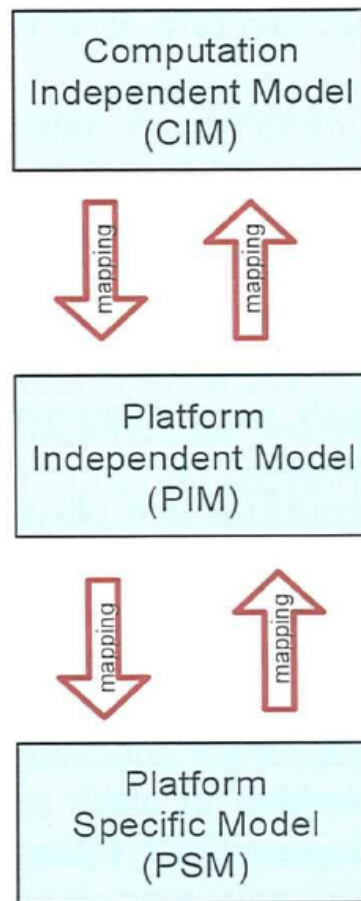 Computation
Independent Model
(CIM)
mapping
mapping
Platform
Independent Model
(PIM)
mapping
mapping
Platform
Specific Model
(PSM)